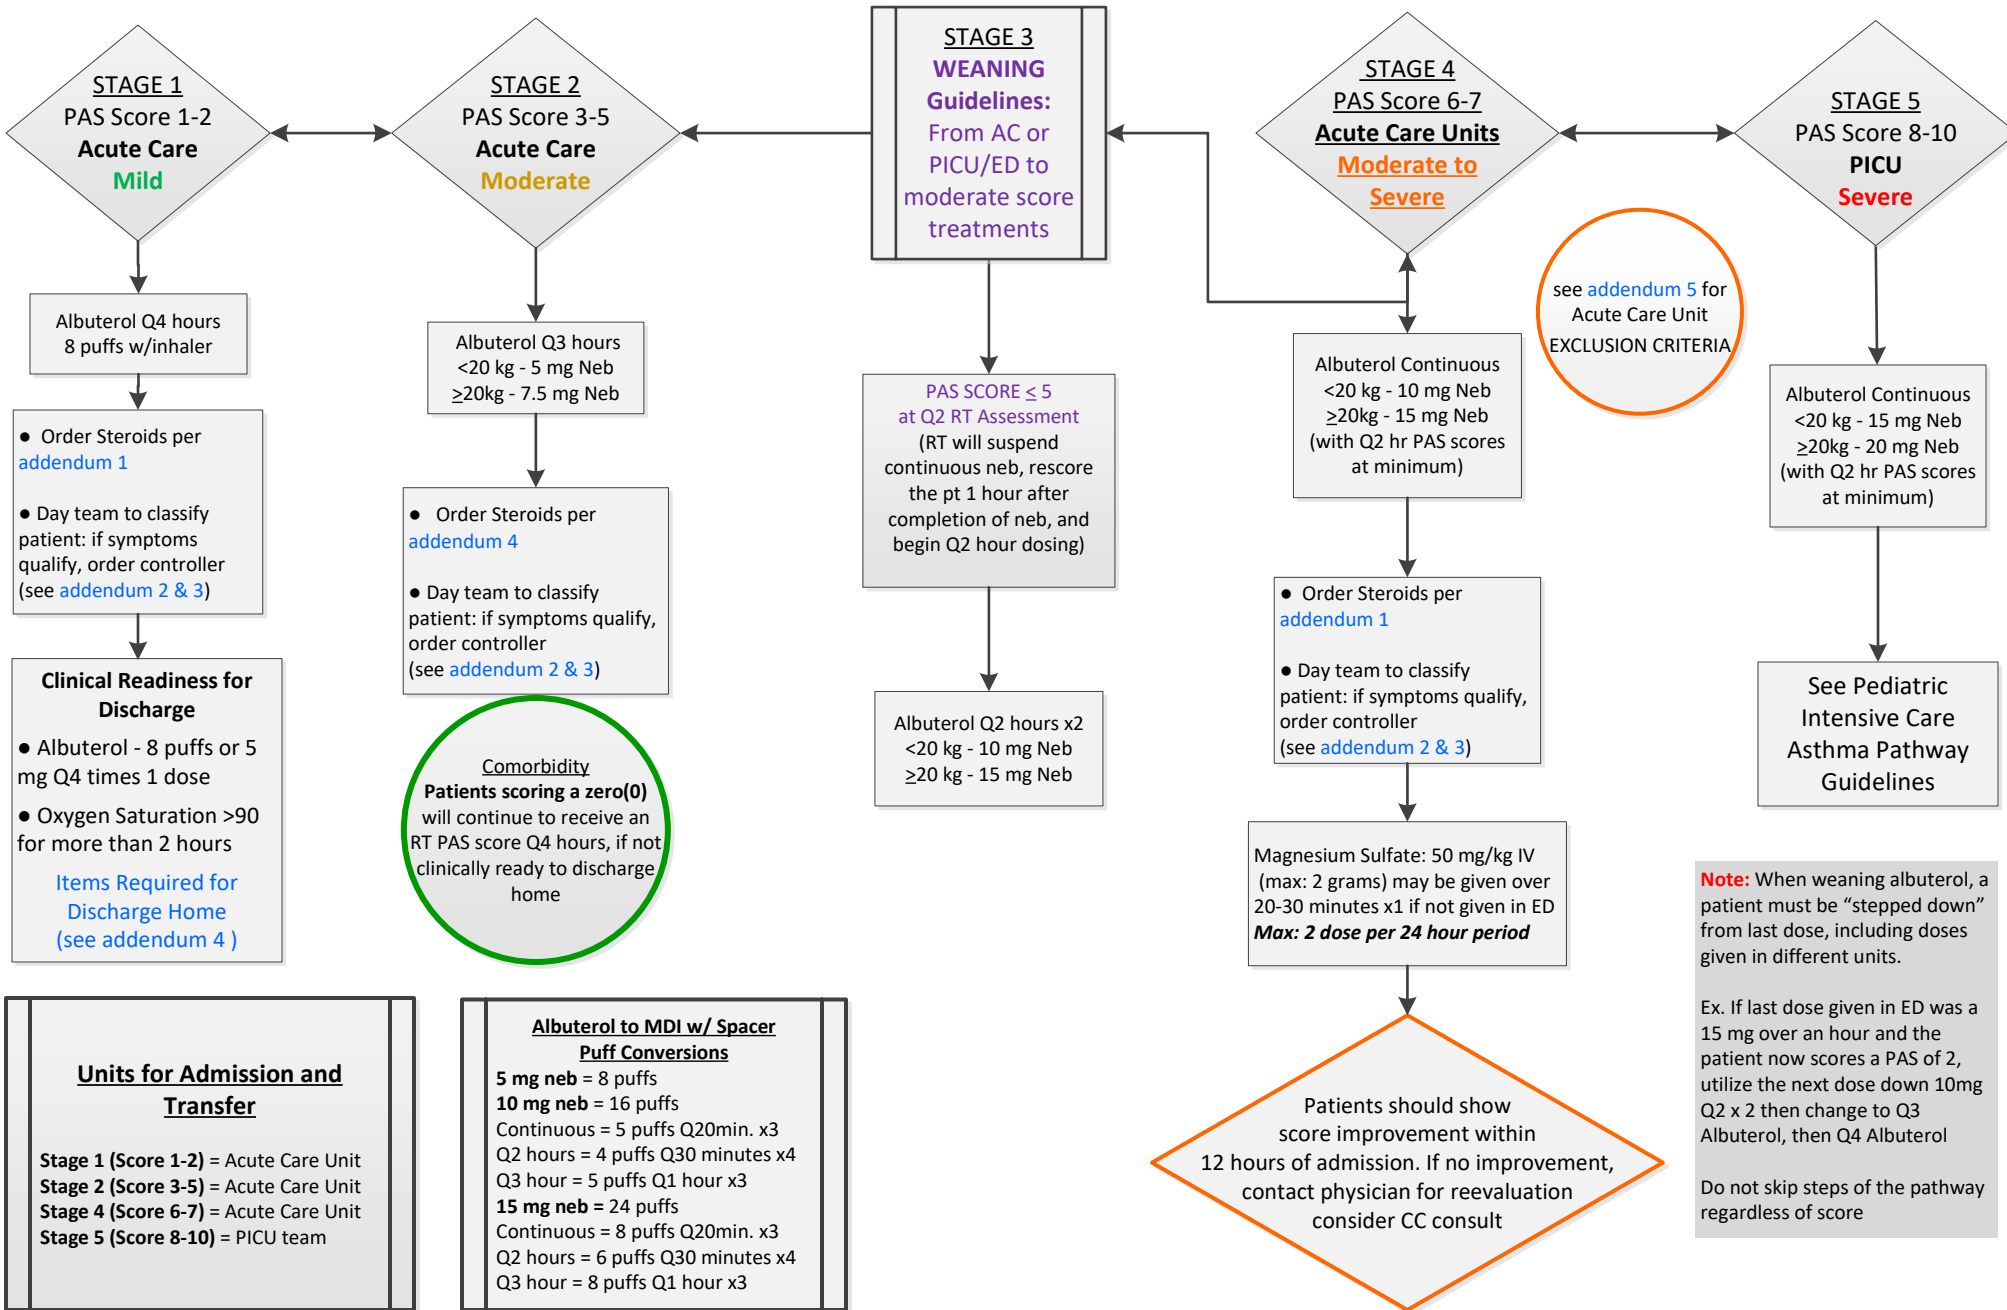 STAGE 1
PAS Score 1-2
Acute Care
Mild
Albuterol Q4 hours
8 puffs w/inhaler
● Order Steroids per
addendum 1
● Day team to classify
patient: if symptoms
qualify, order controller
(see addendum 2 & 3)
Clinical Readiness for
Discharge
● Albuterol - 8 puffs or 5
mg Q4 times 1 dose
● Oxygen Saturation >90
for more than 2 hours
Items Required for
Discharge Home
(see addendum 4 )
STAGE 2
PAS Score 3-5
Acute Care
Moderate
Albuterol Q3 hours
<20 kg - 5 mg Neb
≥20kg - 7.5 mg Neb
● Order Steroids per
addendum 4
● Day team to classify
patient: if symptoms qualify,
order controller
(see addendum 2 & 3)
Comorbidity
Patients scoring a zero(0)
will continue to receive an
RT PAS score Q4 hours, if not
clinically ready to discharge
home
STAGE 3
WEANING
Guidelines:
From AC or
PICU/ED to
moderate score
treatments
PAS SCORE ≤ 5
at Q2 RT Assessment
(RT will suspend
continuous neb, rescore
the pt 1 hour after
completion of neb, and
begin Q2 hour dosing)
Albuterol Q2 hours x2
<20 kg - 10 mg Neb
≥20 kg - 15 mg Neb
STAGE 4
PAS Score 6-7
Acute Care Units
Moderate to
Severe
see addendum 5 for
Acute Care Unit
EXCLUSION CRITERIA
Albuterol Continuous
<20 kg - 10 mg Neb
≥20kg - 15 mg Neb
(with Q2 hr PAS scores
at minimum)
● Order Steroids per
addendum 1
● Day team to classify
patient: if symptoms qualify,
order controller
(see addendum 2 & 3)
Magnesium Sulfate: 50 mg/kg IV
(max: 2 grams) may be given over
20-30 minutes x1 if not given in ED
Max: 2 dose per 24 hour period
Patients should show
score improvement within
12 hours of admission. If no improvement,
contact physician for reevaluation
consider CC consult
STAGE 5
PAS Score 8-10
PICU
Severe
Albuterol Continuous
<20 kg - 15 mg Neb
≥20kg - 20 mg Neb
(with Q2 hr PAS scores
at minimum)
See Pediatric
Intensive Care
Asthma Pathway
Guidelines
Note: When weaning albuterol, a
patient must be “stepped down”
from last dose, including doses
given in different units.
Ex. If last dose given in ED was a
15 mg over an hour and the
patient now scores a PAS of 2,
utilize the next dose down 10mg
Q2 x 2 then change to Q3
Albuterol, then Q4 Albuterol
Do not skip steps of the pathway
regardless of score
Units for Admission and
Transfer
Stage 1 (Score 1-2) = Acute Care Unit
Stage 2 (Score 3-5) = Acute Care Unit
Stage 4 (Score 6-7) = Acute Care Unit
Stage 5 (Score 8-10) = PICU team
Albuterol to MDI w/ Spacer
Puff Conversions
5 mg neb = 8 puffs
10 mg neb = 16 puffs
Continuous = 5 puffs Q20min. x3
Q2 hours = 4 puffs Q30 minutes x4
Q3 hour = 5 puffs Q1 hour x3
15 mg neb = 24 puffs
Continuous = 8 puffs Q20min. x3
Q2 hours = 6 puffs Q30 minutes x4
Q3 hour = 8 puffs Q1 hour x3